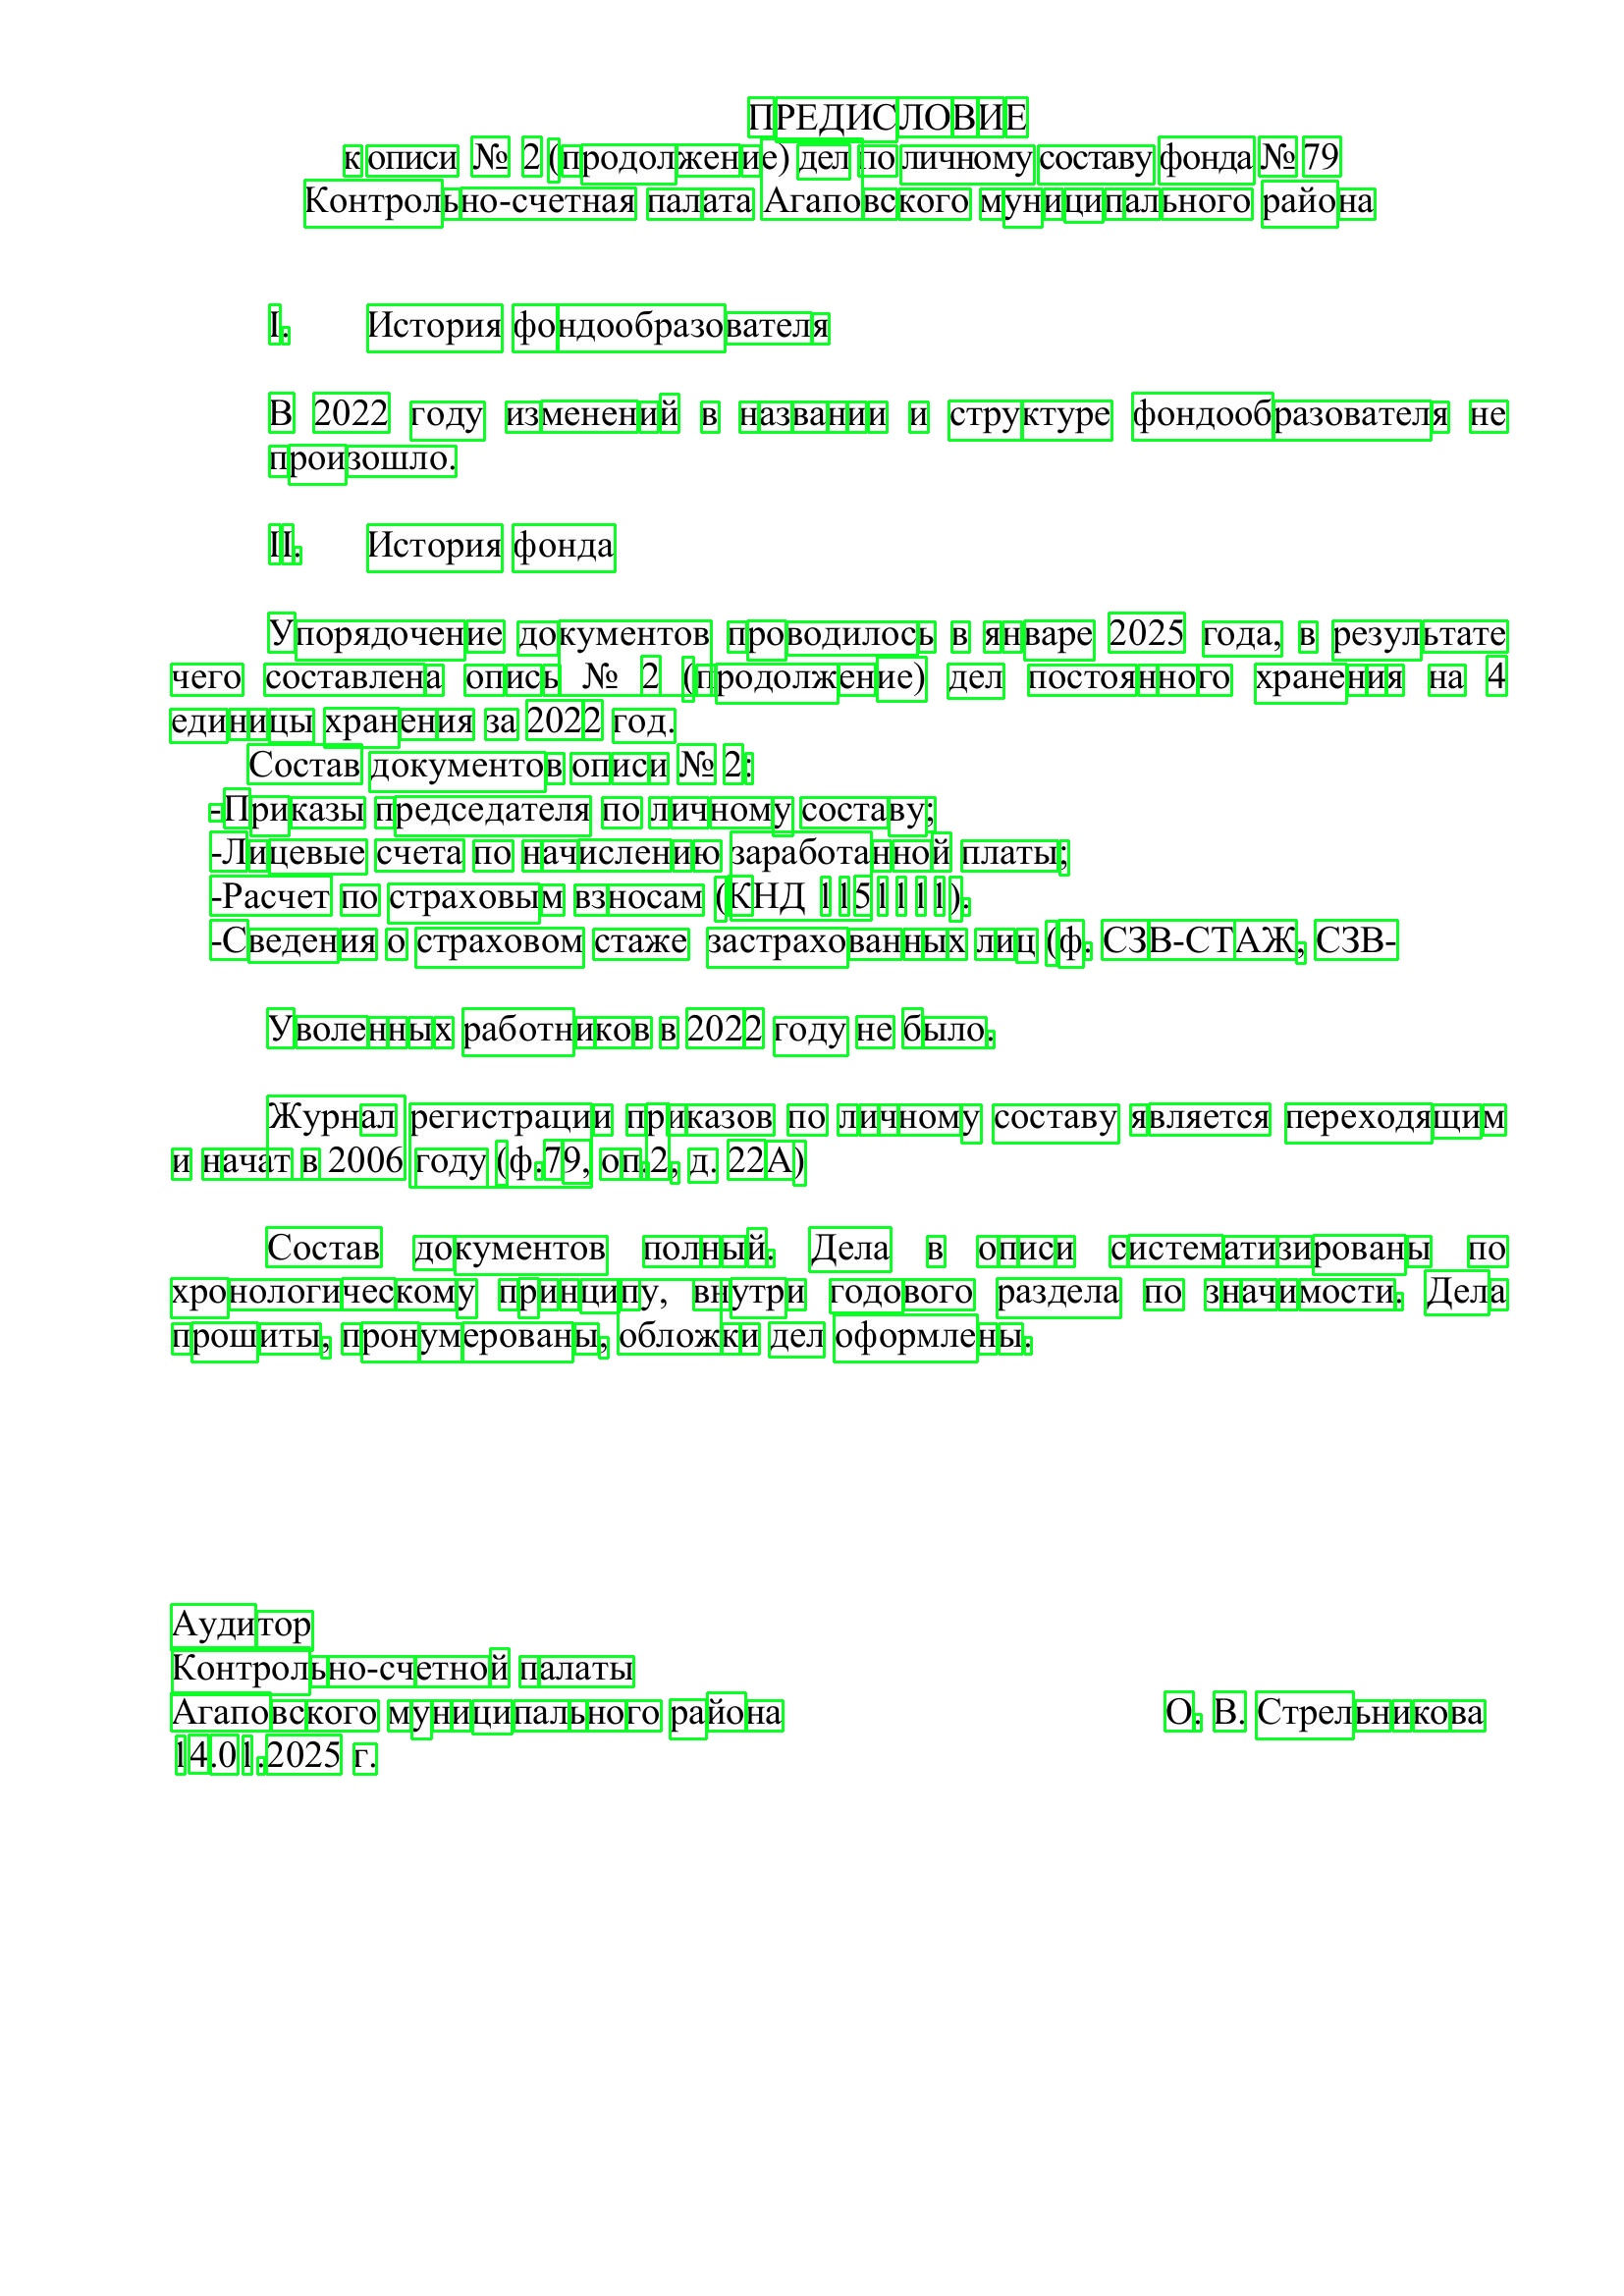 ПРЕДИСЛОВИЕ
к описи № 2 (продолжение) дел по личному составу фонда № 79
Контрольно-счетная палата Агаповского муниципального района
I. История фондообразователя
В 2022 году изменений в названии и структуре фондообразователя не
произошло.
II. История фонда
Упорядочение документов проводилось в январе 2025 года, в результате
чего составлена опись № 2 (продолжение) дел постоянного хранения на 4
единицы хранения за 2022 год.
Состав документов описи № 2:
-Приказы председателя по личному составу;
-Лицевые счета по начислению заработанной платы;
-Расчет по страховым взносам (КНД 1151111).
-Сведения о страховом стаже застрахованных лиц (ф. СЗВ-СТАЖ, СЗВ-
Уволенных работников в 2022 году не было.
Журнал регистрации приказов по личному составу является переходящим
и начат в 2006 году (ф.79, оп.2, д. 22А)
Состав документов полный. Дела в описи систематизированы по
хронологическому принципу, внутри годового раздела по значимости. Дела
прошиты, пронумерованы, обложки дел оформлены.
Аудитор
Контрольно-счетной палаты
Агаповского муниципального района О. В. Стрельникова
14.01.2025 г.